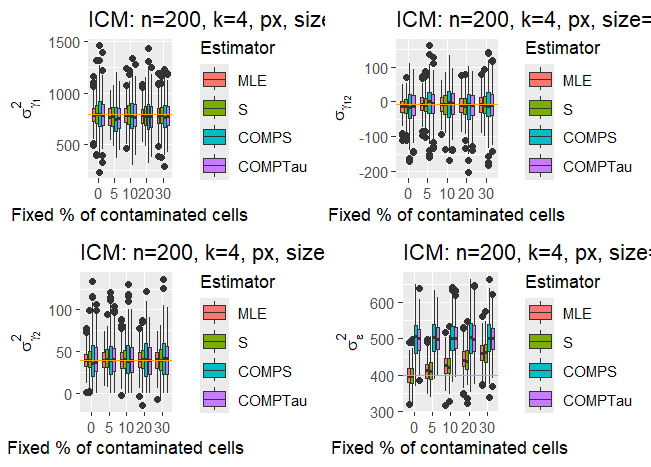 ICM: n=200, k=4, px, size
Estimator
1500
1000
500
σ²γ1
MLE
S
COMPS
COMPTau
0 5 10 20 30
Fixed % of contaminated cells
ICM: n=200, k=4, px, size=
Estimator
100
0
-100
-200
σ²γ12
MLE
S
COMPS
COMPTau
0 5 10 20 30
Fixed % of contaminated cells
ICM: n=200, k=4, px, size
Estimator
100
50
0
σ²γ2
MLE
S
COMPS
COMPTau
0 5 10 20 30
Fixed % of contaminated cells
ICM: n=200, k=4, px, size=
Estimator
600
500
400
300
σ²ε
MLE
S
COMPS
COMPTau
0 5 10 20 30
Fixed % of contaminated cells